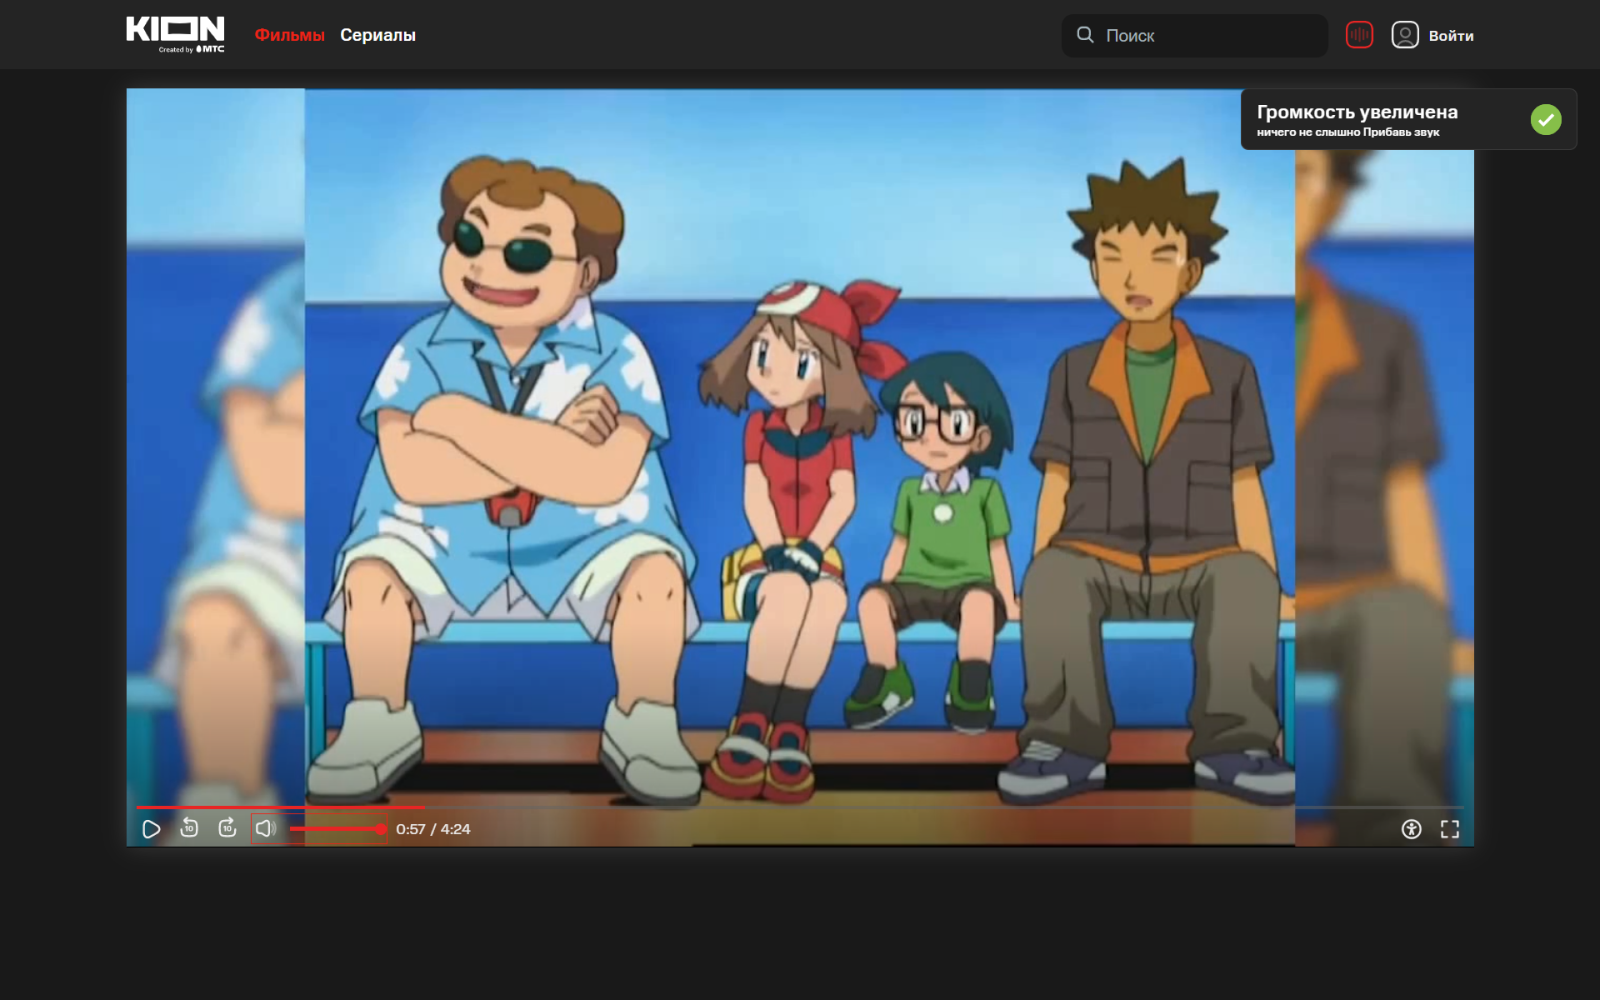 KION
Created by МТС
Фильмы
Сериалы
Поиск
Войти
Громкость увеличена
ничего не слышно Прибавь звук
10
10
0:57 / 4:24